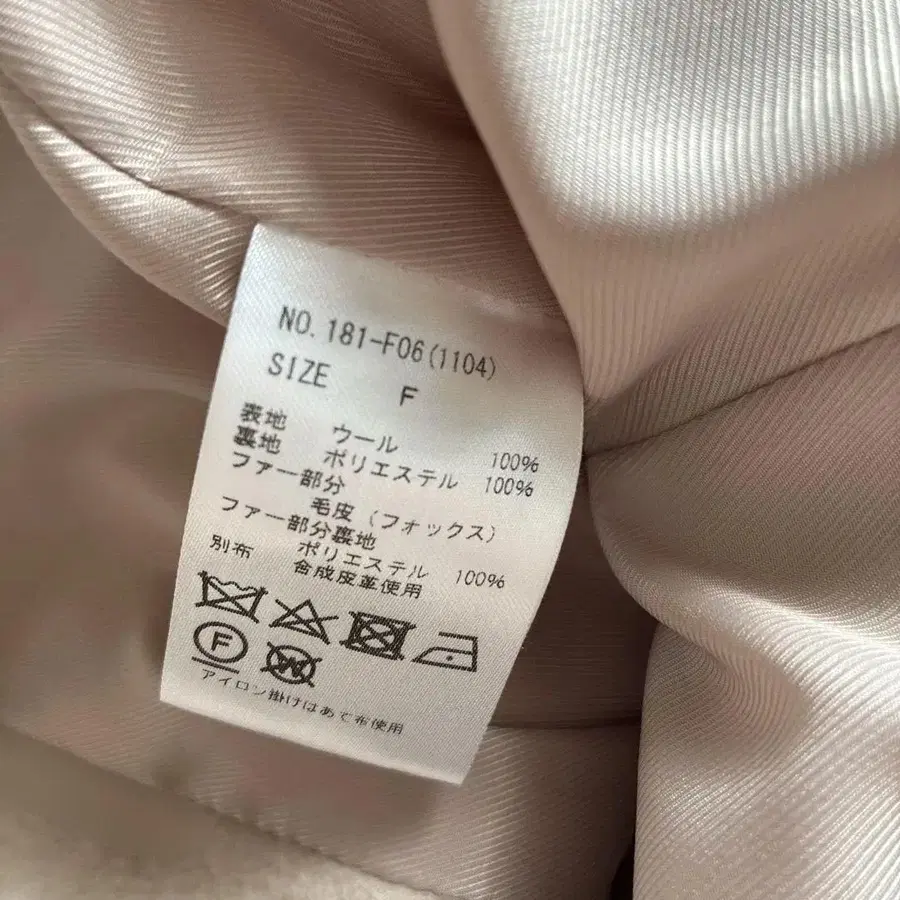 NO. 181-F06(1104)
SIZE F
表地 ウール 100%
裏地 ポリエステル 100%
ファー部分
毛皮(フォックス)
ファー部分裏地
ポリエステル 100%
別布 合成皮革使用
F
W
アイロン掛けはあて布使用